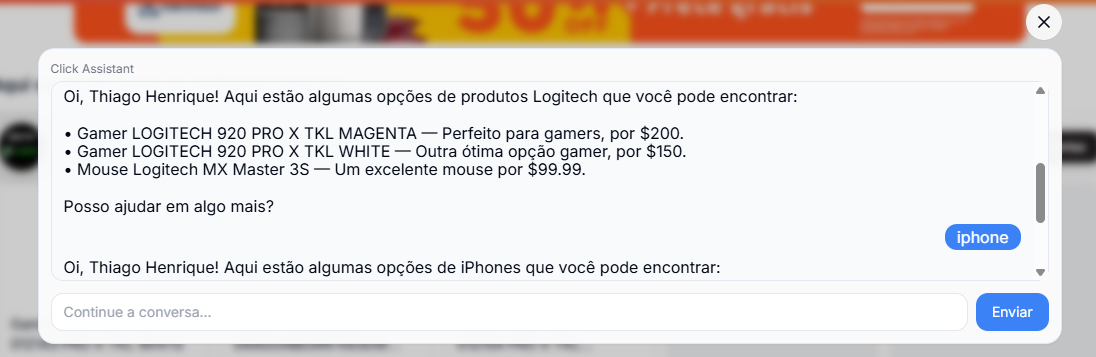 Click Assistant
Oi, Thiago Henrique! Aqui estão algumas opções de produtos Logitech que você pode encontrar:
• Gamer LOGITECH 920 PRO X TKL MAGENTA — Perfeito para gamers, por $200.
• Gamer LOGITECH 920 PRO X TKL WHITE — Outra ótima opção gamer, por $150.
• Mouse Logitech MX Master 3S — Um excelente mouse por $99.99.
Posso ajudar em algo mais?
iphone
Oi, Thiago Henrique! Aqui estão algumas opções de iPhones que você pode encontrar:
Continue a conversa...
Enviar